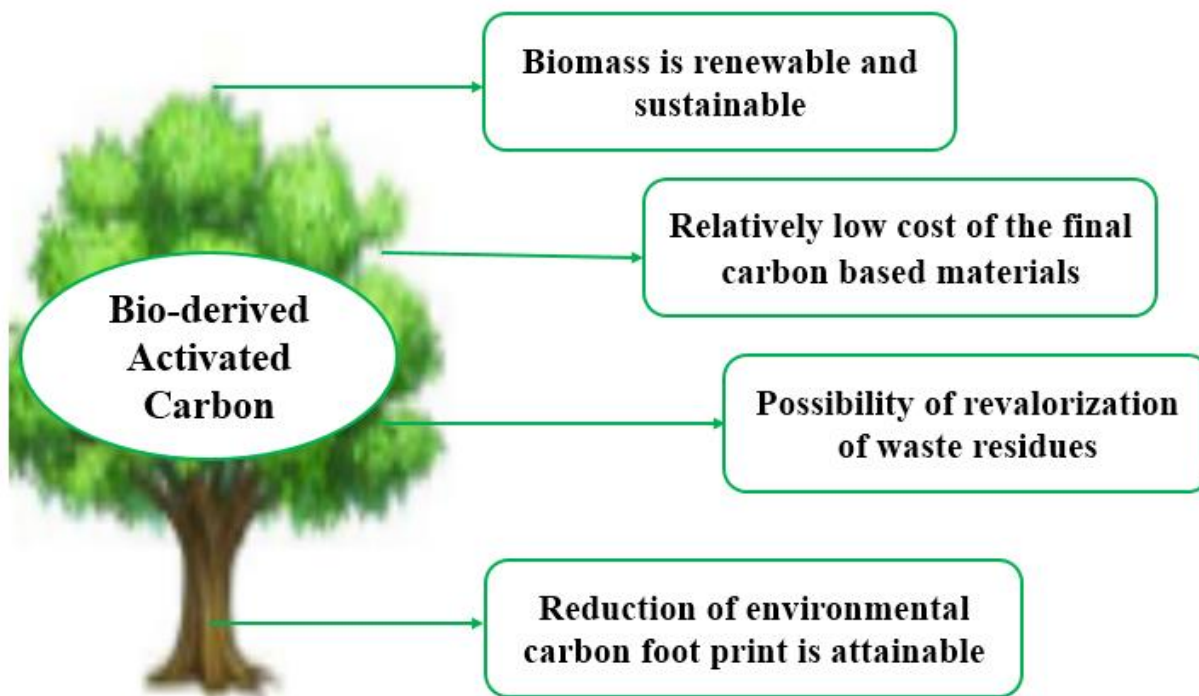 Biomass is renewable and
sustainable
Relatively low cost of the final
carbon based materials
Bio-derived
Activated
Carbon
Possibility of revalorization
of waste residues
Reduction of environmental
carbon foot print is attainable